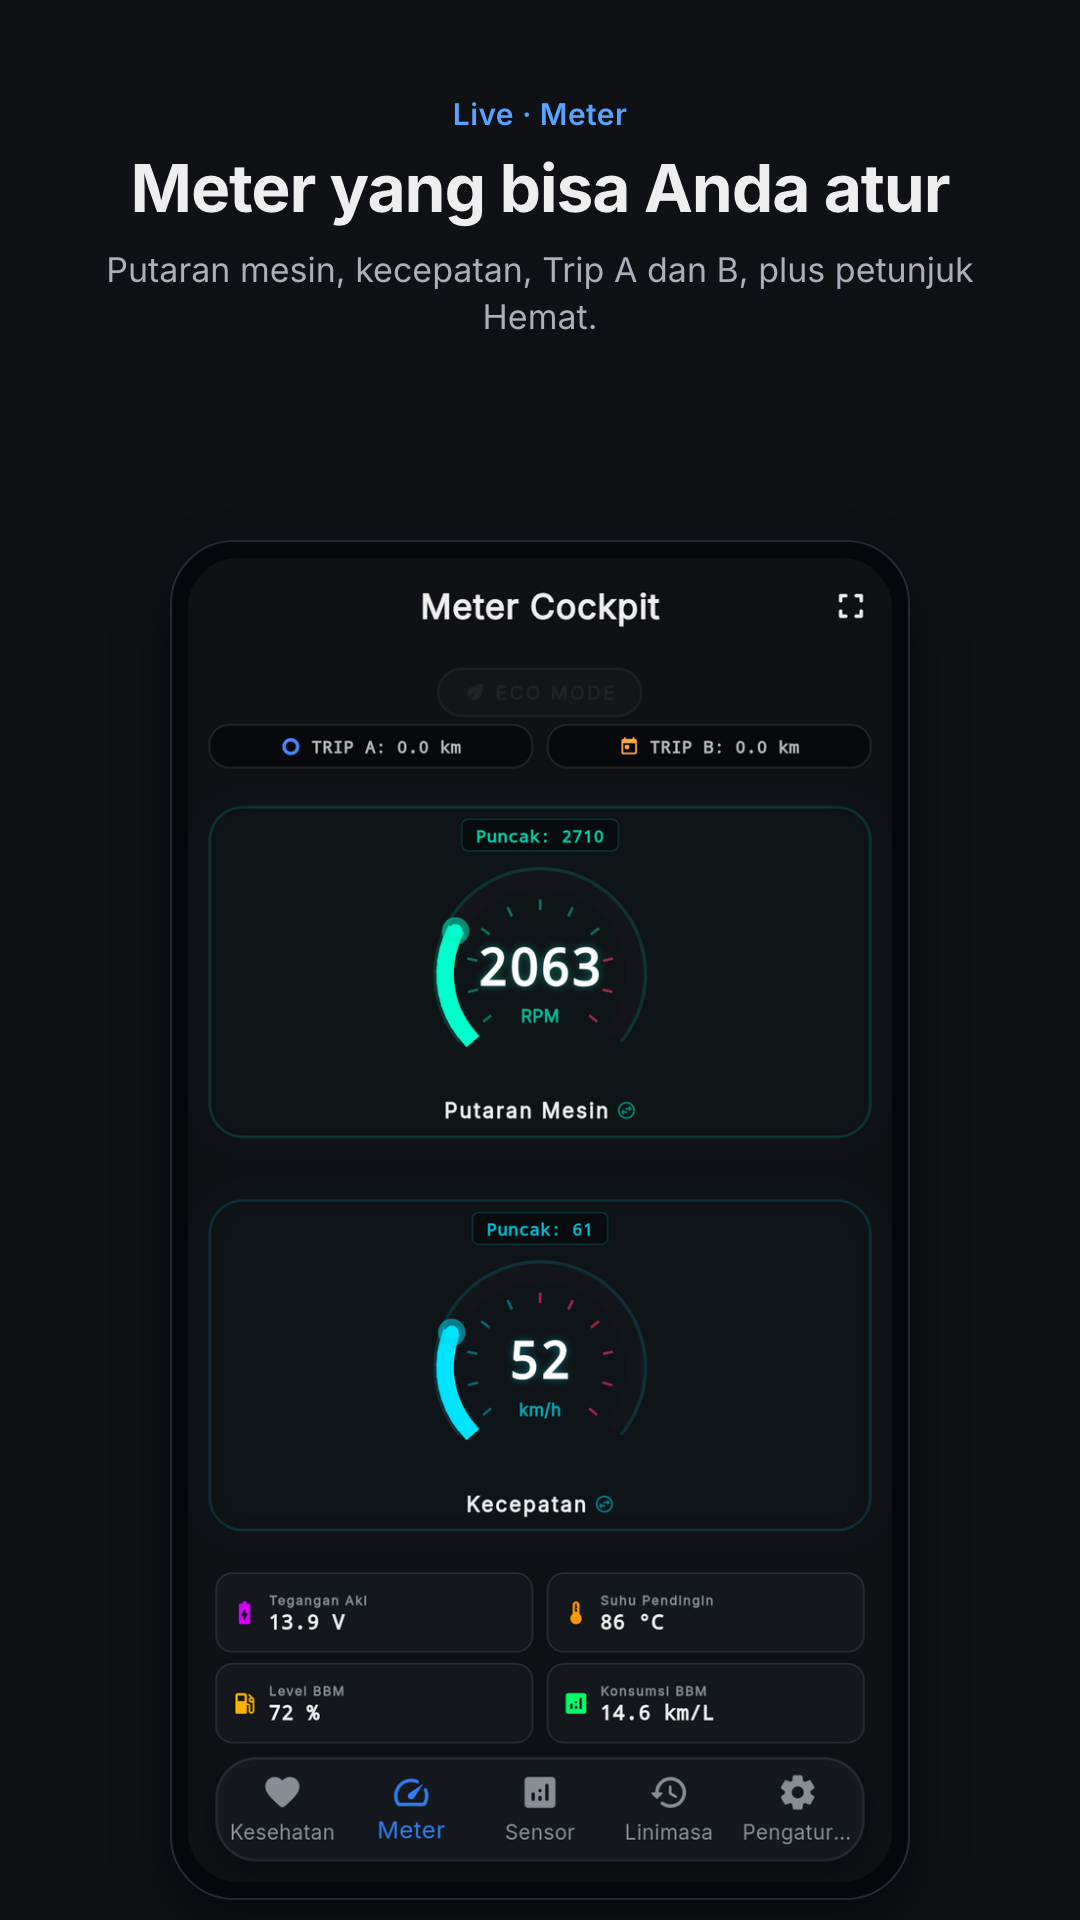 Live · Meter
Meter yang bisa Anda atur
Putaran mesin, kecepatan, Trip A dan B, plus petunjuk
Hemat.
Meter Cockpit
ECO MODE
TRIP A: 0.0 km
TRIP B: 0.0 km
Puncak: 2710
2063
RPM
Putaran Mesin
Puncak: 61
52
km/h
Kecepatan
Tegangan Aki
13.9 V
Suhu Pendingin
86 °C
Level BBM
72 %
Konsumsi BBM
14.6 km/L
Kesehatan
Meter
Sensor
Linimasa
Pengatur...